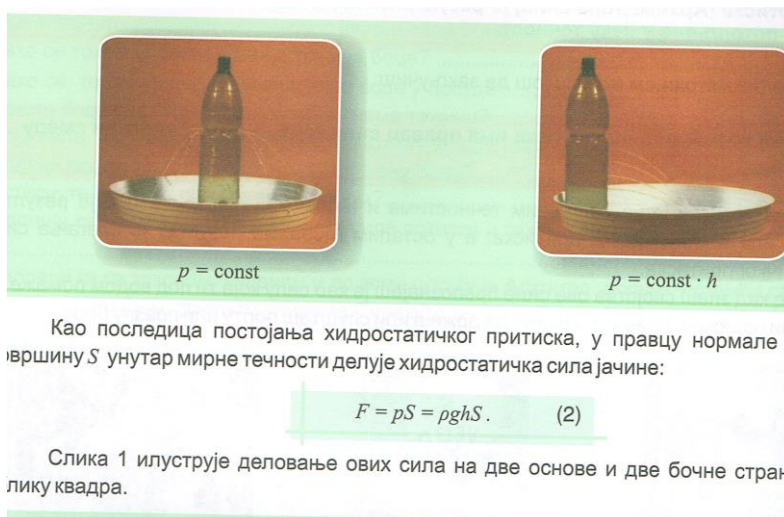 p = const
p = const · h
Као последица постојања хидростатичког притиска, у правцу нормале
овршину S унутар мирне течности делује хидростатичка сила јачине:
F = pS = ρghS . (2)
Слика 1 илуструје деловање ових сила на две основе и две бочне стран
лику квадра.